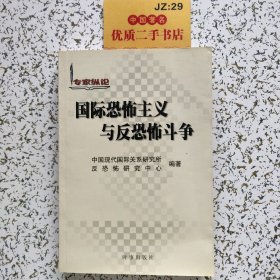 JZ:29
中国著名
优质二手书店
专家纵论
国际恐怖主义
与反恐怖斗争
中国现代国际关系研究所
反恐怖研究中心
编著
时事出版社